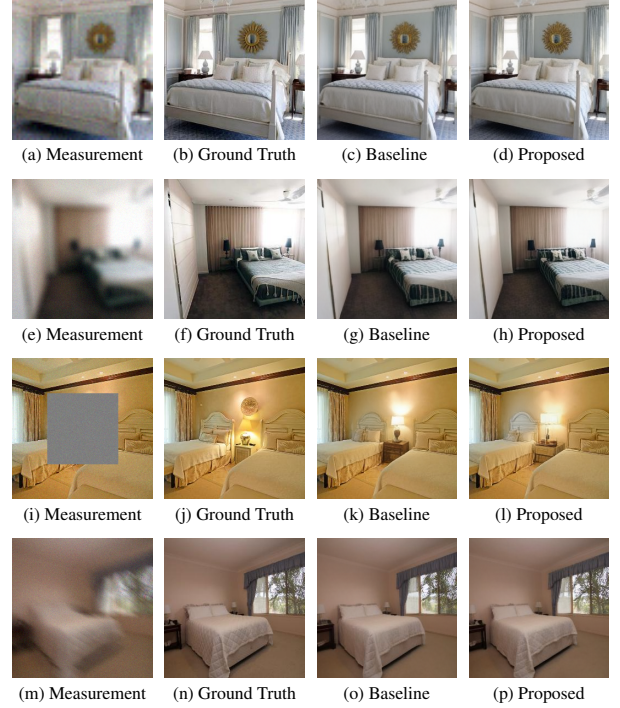 (a) Measurement (b) Ground Truth (c) Baseline (d) Proposed
(e) Measurement (f) Ground Truth (g) Baseline (h) Proposed
(i) Measurement (j) Ground Truth (k) Baseline (l) Proposed
(m) Measurement (n) Ground Truth (o) Baseline (p) Proposed